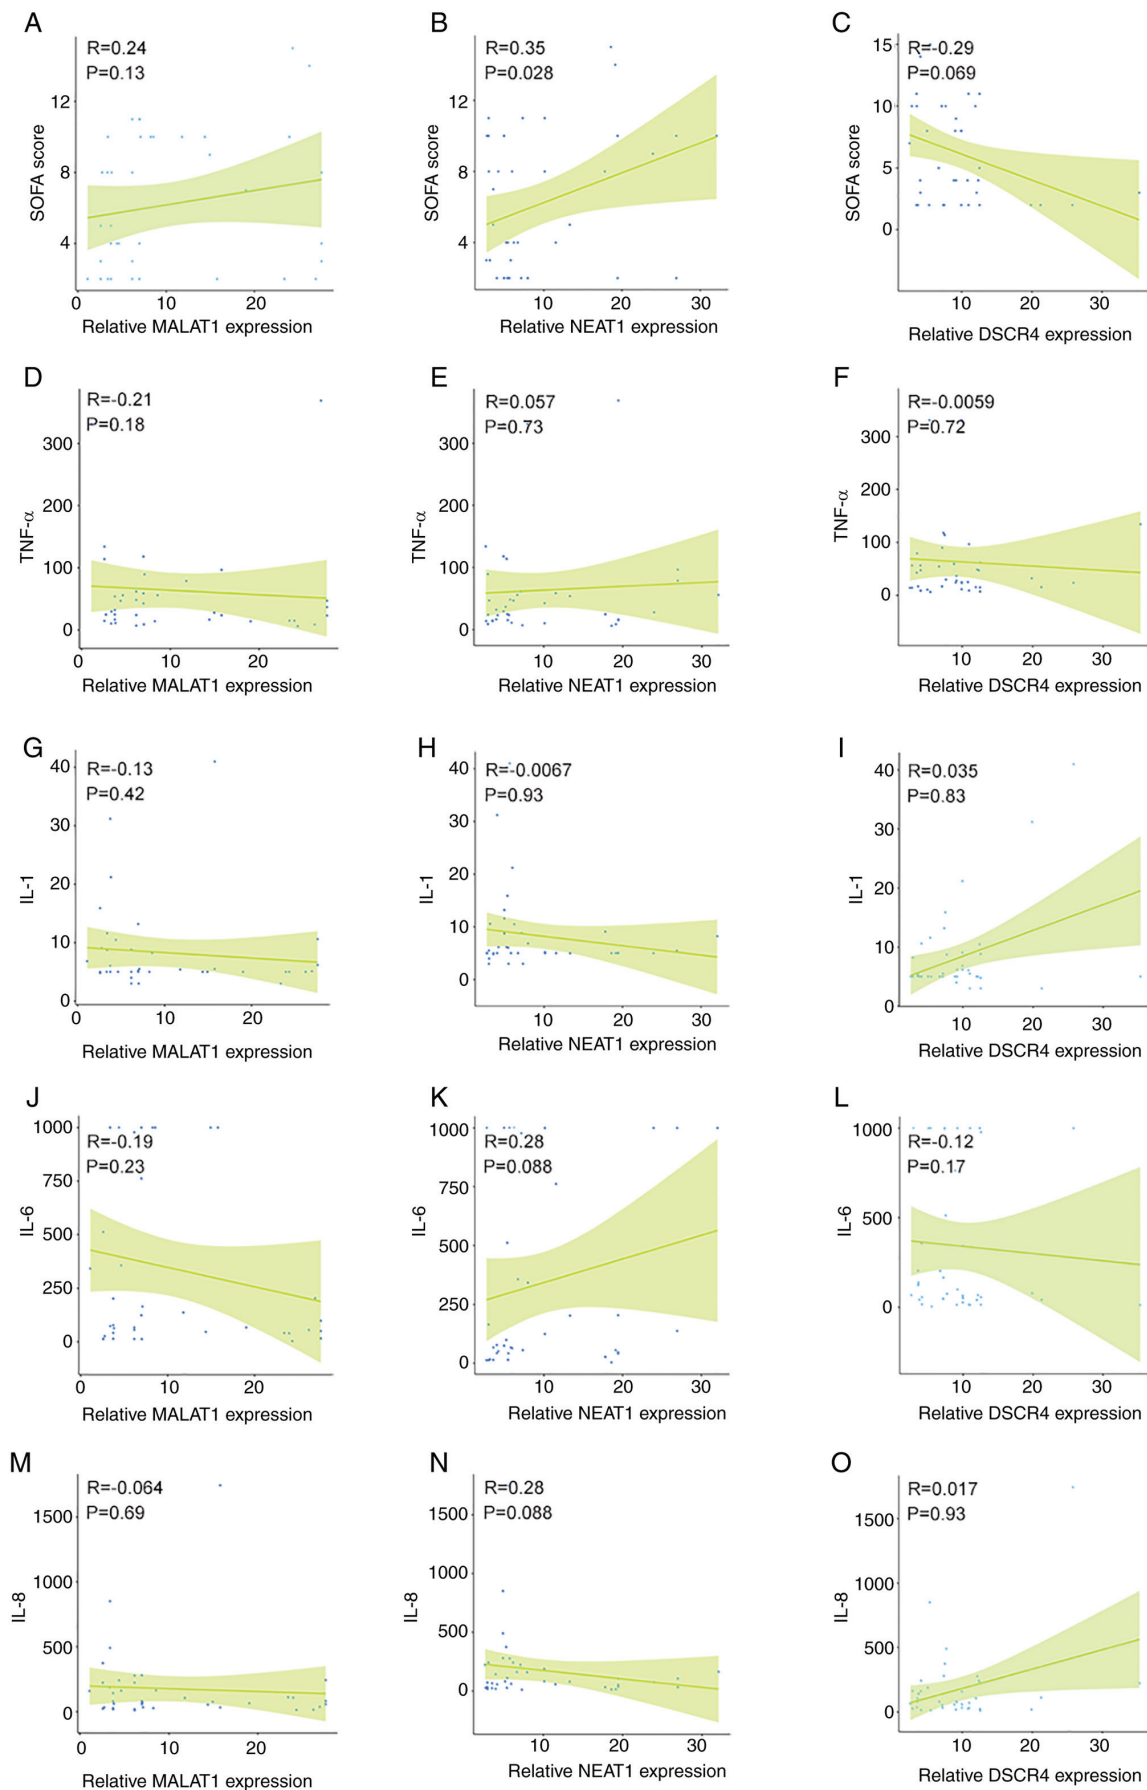 A
R=0.24
P=0.13
12
8
4
SOFA score
0
10
20
Relative MALAT1 expression
B
R=0.35
P=0.028
12
8
4
SOFA score
10
20
30
Relative NEAT1 expression
C
R=-0.29
P=0.069
15
10
5
0
SOFA score
10
20
30
Relative DSCR4 expression
D
R=-0.21
P=0.18
300
200
100
0
TNF-α
0
10
20
Relative MALAT1 expression
E
R=0.057
P=0.73
300
200
100
0
TNF-α
10
20
30
Relative NEAT1 expression
F
R=-0.0059
P=0.72
300
200
100
0
TNF-α
10
20
30
Relative DSCR4 expression
G
R=-0.13
P=0.42
40
30
20
10
0
IL-1
0
10
20
Relative MALAT1 expression
H
R=-0.0067
P=0.93
40
30
20
10
0
IL-1
10
20
30
Relative NEAT1 expression
I
R=0.035
P=0.83
40
30
20
10
0
IL-1
10
20
30
Relative DSCR4 expression
J
R=-0.19
P=0.23
1000
750
500
250
0
IL-6
0
10
20
Relative MALAT1 expression
K
R=0.28
P=0.088
1000
750
500
250
0
IL-6
10
20
30
Relative NEAT1 expression
L
R=-0.12
P=0.17
1000
500
0
IL-6
10
20
30
Relative DSCR4 expression
M
R=-0.064
P=0.69
1500
1000
500
0
IL-8
0
10
20
Relative MALAT1 expression
N
R=0.28
P=0.088
1500
1000
500
0
IL-8
10
20
30
Relative NEAT1 expression
O
R=0.017
P=0.93
1500
1000
500
0
IL-8
10
20
30
Relative DSCR4 expression